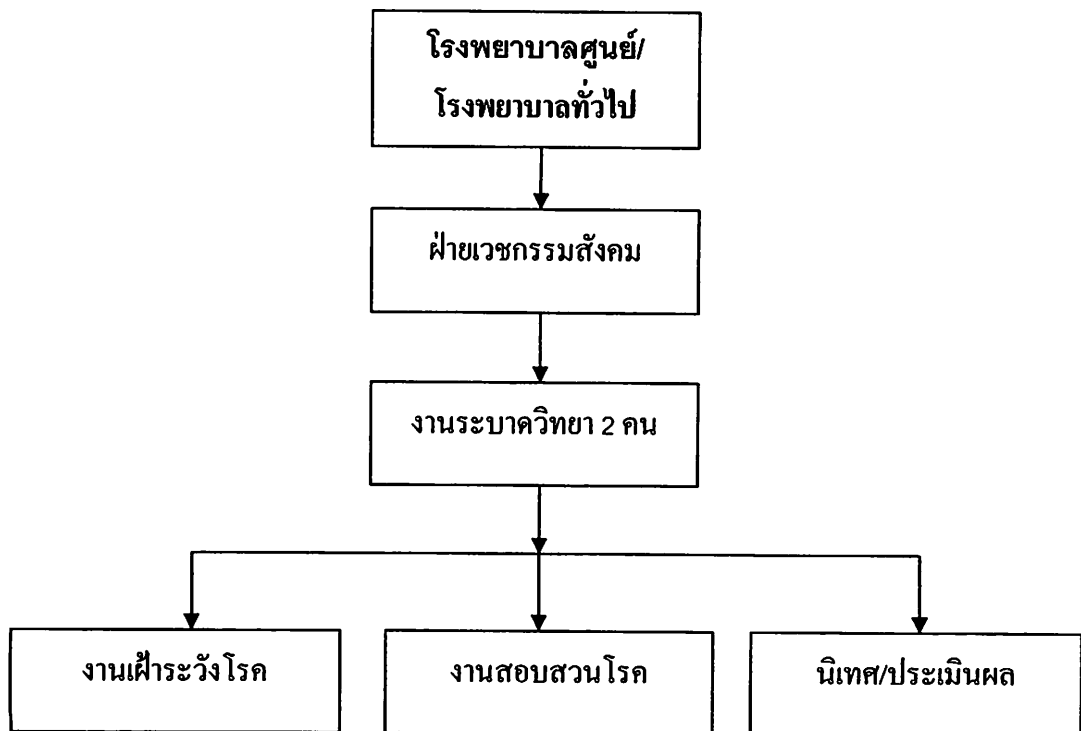 โรงพยาบาลศูนย์/
โรงพยาบาลทั่วไป
ฝ่ายเวชกรรมสังคม
งานระบาดวิทยา 2 คน
งานเฝ้าระวังโรค
งานสอบสวนโรค
นิเทศ/ประเมินผล